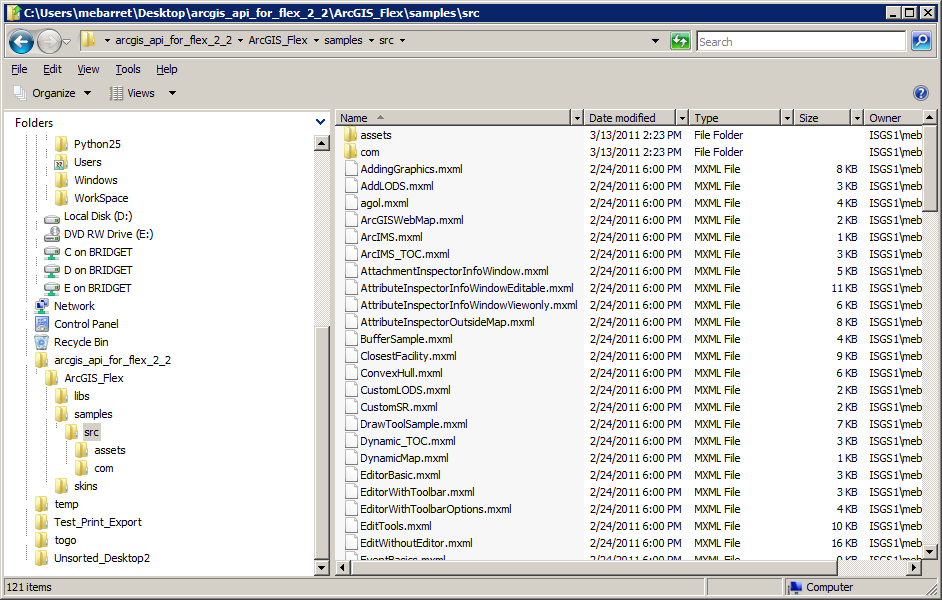 C:\Users\mebarret\Desktop\arcgis_api_for_flex_2_2\ArcGIS_Flex\samples\src
arcgis_api_for_flex_2_2 ArcGIS_Flex samples src Search
File Edit View Tools Help
Organize Views
Folders
Python25
Users
Windows
WorkSpace
Local Disk (D:)
DVD RW Drive (E:)
C on BRIDGET
D on BRIDGET
E on BRIDGET
Network
Control Panel
Recycle Bin
arcgis_api_for_flex_2_2
ArcGIS_Flex
libs
samples
src
assets
com
skins
temp
Test_Print_Export
togo
Unsorted_Desktop2
Name Date modified Type Size Owner
assets 3/13/2011 2:23 PM File Folder ISGS1\meb
com 3/13/2011 2:23 PM File Folder ISGS1\meb
AddingGraphics.mxml 2/24/2011 6:00 PM MXML File 8 KB ISGS1\meb
AddLODS.mxml 2/24/2011 6:00 PM MXML File 3 KB ISGS1\meb
agol.mxml 2/24/2011 6:00 PM MXML File 4 KB ISGS1\meb
ArcGISWebMap.mxml 2/24/2011 6:00 PM MXML File 2 KB ISGS1\meb
ArcIMS.mxml 2/24/2011 6:00 PM MXML File 1 KB ISGS1\meb
ArcIMS_TOC.mxml 2/24/2011 6:00 PM MXML File 3 KB ISGS1\meb
AttachmentInspectorInfoWindow.mxml 2/24/2011 6:00 PM MXML File 5 KB ISGS1\meb
AttributeInspectorInfoWindowEditable.mxml 2/24/2011 6:00 PM MXML File 11 KB ISGS1\meb
AttributeInspectorInfoWindowViewonly.mxml 2/24/2011 6:00 PM MXML File 6 KB ISGS1\meb
AttributeInspectorOutsideMap.mxml 2/24/2011 6:00 PM MXML File 8 KB ISGS1\meb
BufferSample.mxml 2/24/2011 6:00 PM MXML File 4 KB ISGS1\meb
ClosestFacility.mxml 2/24/2011 6:00 PM MXML File 9 KB ISGS1\meb
ConvexHull.mxml 2/24/2011 6:00 PM MXML File 6 KB ISGS1\meb
CustomLODS.mxml 2/24/2011 6:00 PM MXML File 2 KB ISGS1\meb
CustomSR.mxml 2/24/2011 6:00 PM MXML File 2 KB ISGS1\meb
DrawToolSample.mxml 2/24/2011 6:00 PM MXML File 7 KB ISGS1\meb
Dynamic_TOC.mxml 2/24/2011 6:00 PM MXML File 3 KB ISGS1\meb
DynamicMap.mxml 2/24/2011 6:00 PM MXML File 1 KB ISGS1\meb
EditorBasic.mxml 2/24/2011 6:00 PM MXML File 3 KB ISGS1\meb
EditorWithToolbar.mxml 2/24/2011 6:00 PM MXML File 3 KB ISGS1\meb
EditorWithToolbarOptions.mxml 2/24/2011 6:00 PM MXML File 4 KB ISGS1\meb
EditTools.mxml 2/24/2011 6:00 PM MXML File 10 KB ISGS1\meb
EditWithoutEditor.mxml 2/24/2011 6:00 PM MXML File 16 KB ISGS1\meb
2/24/2011 6:00 PM MXML File ISGS1\meb
121 items Computer